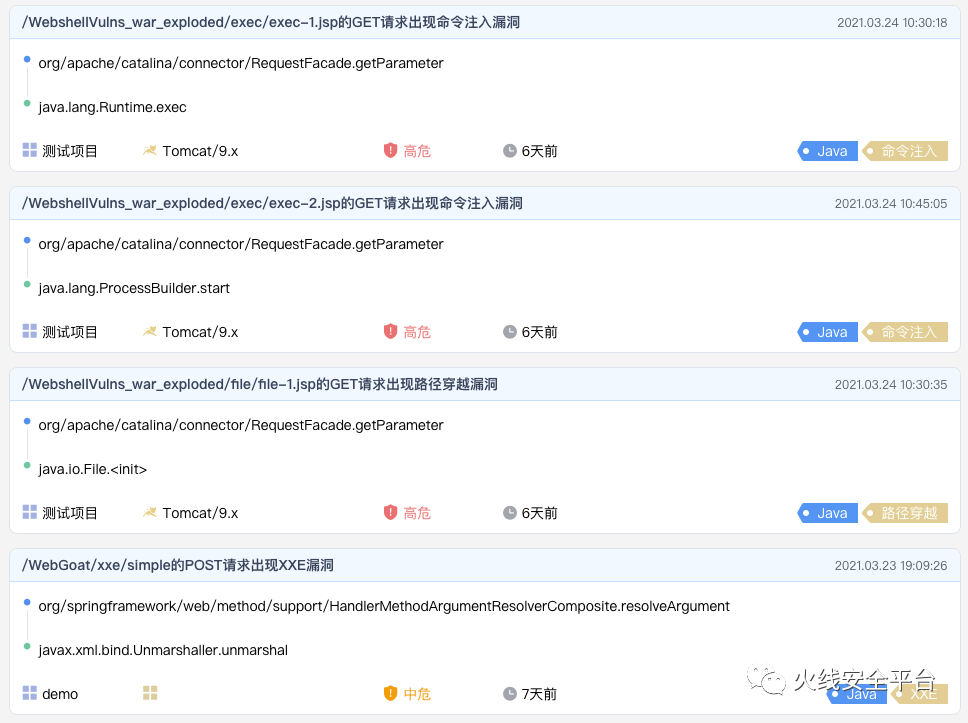 /WebshellVulns_war_exploded/exec/exec-1.jsp的GET请求出现命令注入漏洞 2021.03.24 10:30:18
org/apache/catalina/connector/RequestFacade.getParameter
java.lang.Runtime.exec
测试项目 Tomcat/9.x 高危 6天前 Java 命令注入
/WebshellVulns_war_exploded/exec/exec-2.jsp的GET请求出现命令注入漏洞 2021.03.24 10:45:05
org/apache/catalina/connector/RequestFacade.getParameter
java.lang.ProcessBuilder.start
测试项目 Tomcat/9.x 高危 6天前 Java 命令注入
/WebshellVulns_war_exploded/file/file-1.jsp的GET请求出现路径穿越漏洞 2021.03.24 10:30:35
org/apache/catalina/connector/RequestFacade.getParameter
java.io.File.<init>
测试项目 Tomcat/9.x 高危 6天前 Java 路径穿越
/WebGoat/xxe/simple的POST请求出现XXE漏洞 2021.03.23 19:09:26
org/springframework/web/method/support/HandlerMethodArgumentResolverComposite.resolveArgument
javax.xml.bind.Unmarshaller.unmarshal
火线安全平台
demo 中危 7天前 Java XXE